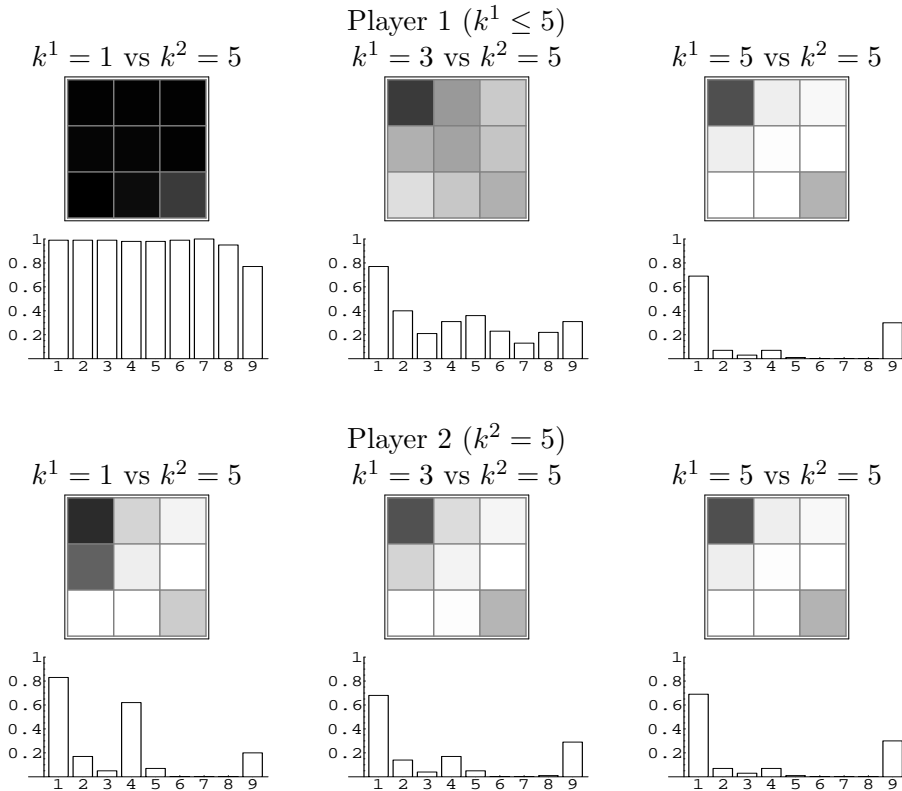 Player 1 (k¹ ≤ 5)
k¹ = 1 vs k² = 5 k¹ = 3 vs k² = 5 k¹ = 5 vs k² = 5
1 1 1
0.8 0.8 0.8
0.6 0.6 0.6
0.4 0.4 0.4
0.2 0.2 0.2
1 2 3 4 5 6 7 8 9 1 2 3 4 5 6 7 8 9 1 2 3 4 5 6 7 8 9
Player 2 (k² = 5)
k¹ = 1 vs k² = 5 k¹ = 3 vs k² = 5 k¹ = 5 vs k² = 5
1 1 1
0.8 0.8 0.8
0.6 0.6 0.6
0.4 0.4 0.4
0.2 0.2 0.2
1 2 3 4 5 6 7 8 9 1 2 3 4 5 6 7 8 9 1 2 3 4 5 6 7 8 9